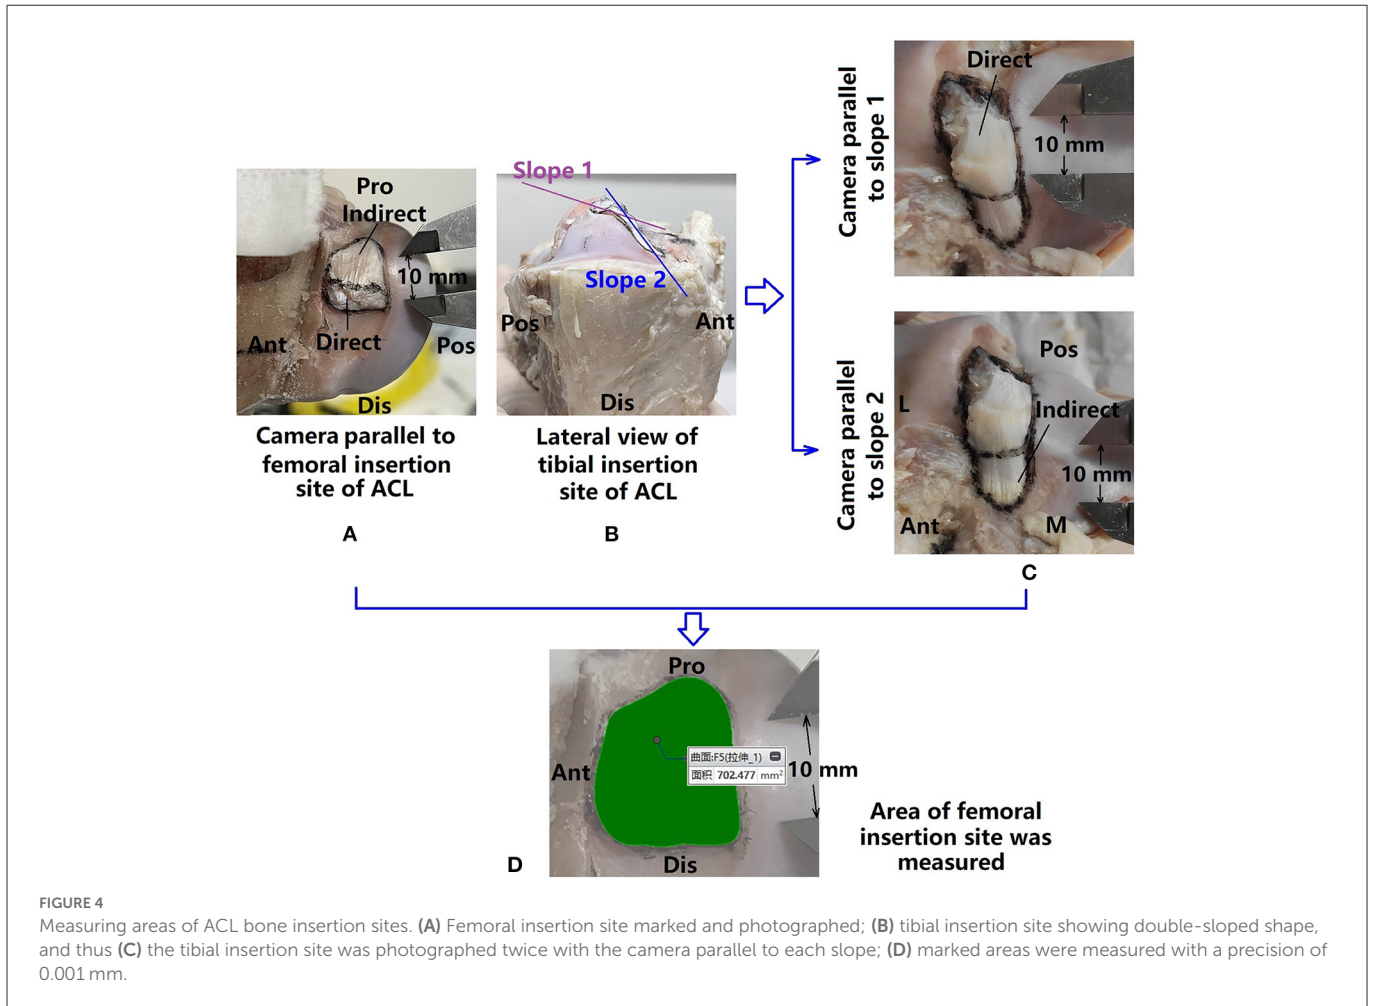 Pro
Indirect
10 mm
Ant
Direct
Pos
Dis
Camera parallel to
femoral insertion
site of ACL
A
Slope 1
Slope 2
Pos
Ant
Dis
Lateral view of
tibial insertion
site of ACL
B
Camera parallel
to slope 1
Direct
10 mm
Camera parallel
to slope 2
Pos
L
Indirect
10 mm
Ant
M
C
Pro
Ant
曲面:F5(拉伸_1)
面积 702.477 mm²
10 mm
Dis
D
Area of femoral
insertion site was
measured
FIGURE 4
Measuring areas of ACL bone insertion sites. (A) Femoral insertion site marked and photographed; (B) tibial insertion site showing double-sloped shape,
and thus (C) the tibial insertion site was photographed twice with the camera parallel to each slope; (D) marked areas were measured with a precision of
0.001 mm.